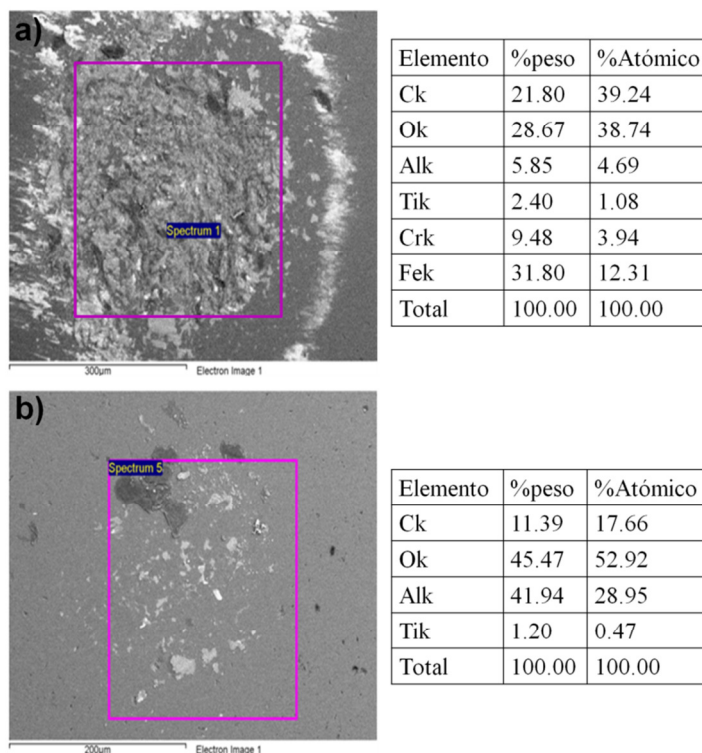 a)
Spectrum 1
300µm Electron Image 1
Elemento %peso %Atómico
Ck 21.80 39.24
Ok 28.67 38.74
Alk 5.85 4.69
Tik 2.40 1.08
Crk 9.48 3.94
Fek 31.80 12.31
Total 100.00 100.00
b)
Spectrum 5
200µm Electron Image 1
Elemento %peso %Atómico
Ck 11.39 17.66
Ok 45.47 52.92
Alk 41.94 28.95
Tik 1.20 0.47
Total 100.00 100.00